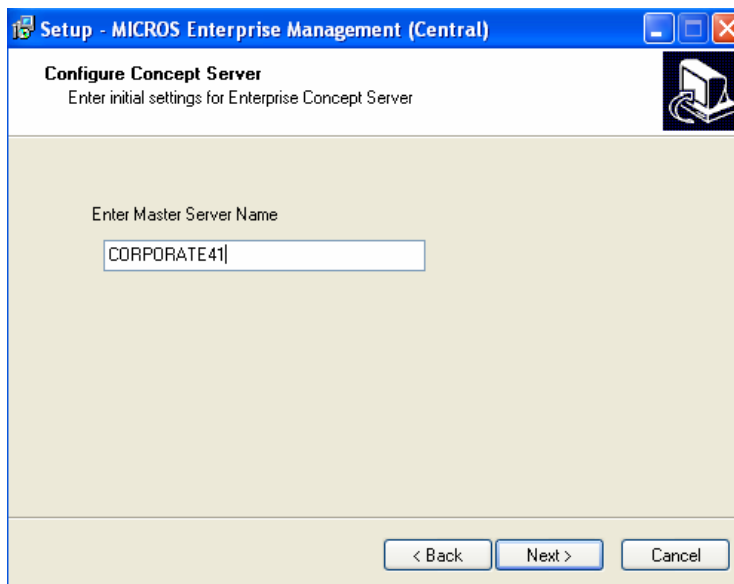 Setup - MICROS Enterprise Management (Central)
Configure Concept Server
Enter initial settings for Enterprise Concept Server
Enter Master Server Name
CORPORATE41
< Back Next > Cancel